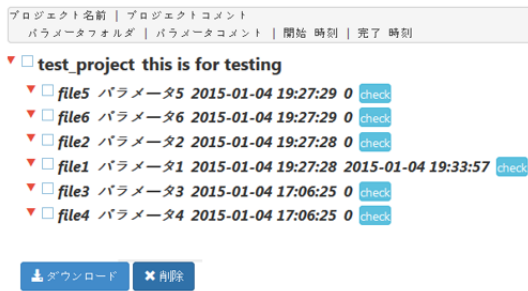 プロジェクト名前 | プロジェクトコメント
パラメータフォルダ | パラメータコメント | 開始 時刻 | 完了 時刻
test_project this is for testing
file5 パラメータ5 2015-01-04 19:27:29 0 check
file6 パラメータ6 2015-01-04 19:27:29 0 check
file2 パラメータ2 2015-01-04 19:27:28 0 check
file1 パラメータ1 2015-01-04 19:27:28 2015-01-04 19:33:57 check
file3 パラメータ3 2015-01-04 17:06:25 0 check
file4 パラメータ4 2015-01-04 17:06:25 0 check
ダウンロード 削除